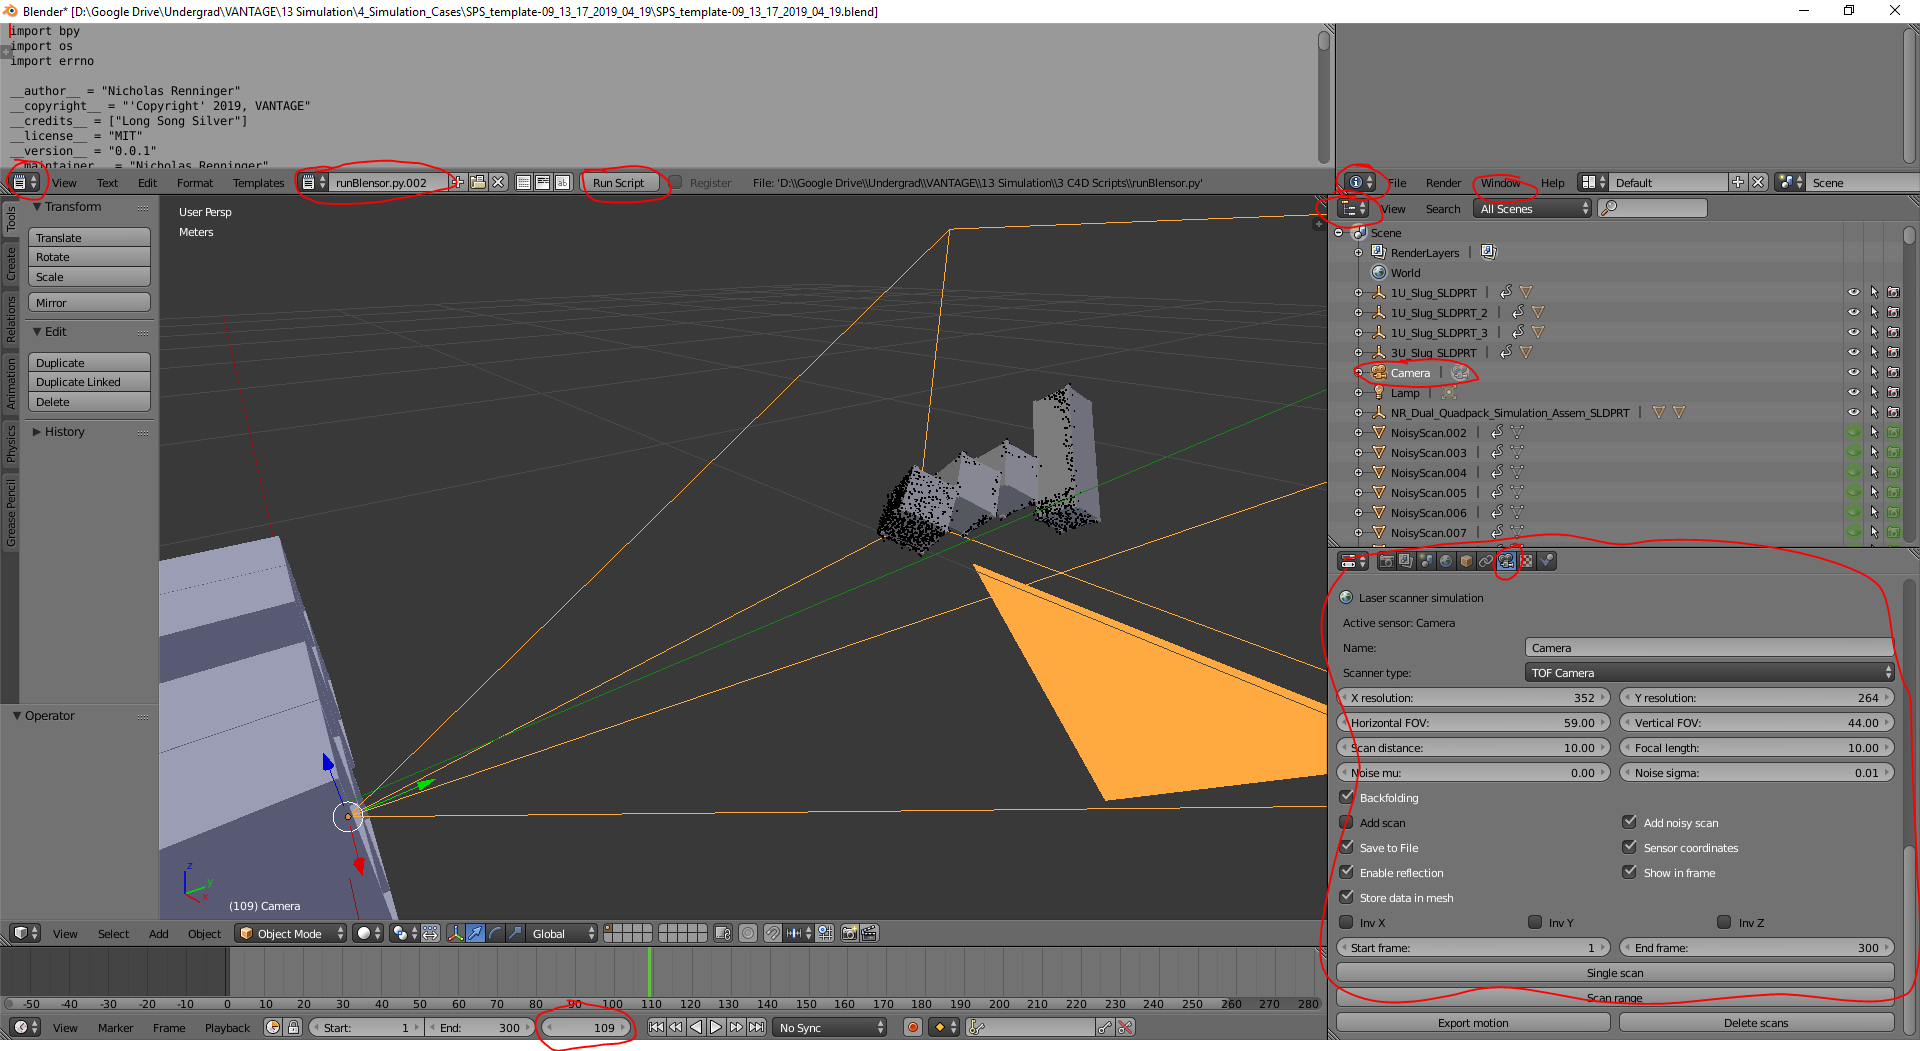 Blender* [D:\Google Drive\Undergrad\VANTAGE\13 Simulation\4_Simulation_Cases\SPS_template-09_13_17_2019_04_19\SPS_template-09_13_17_2019_04_19.blend]
import bpy
import os
import errno
__author__ = "Nicholas Renninger"
__copyright__ = "'Copyright' 2019, VANTAGE"
__credits__ = ["Long Song Silver"]
__license__ = "MIT"
__version__ = "0.0.1"
__maintainer__ = "Nicholas Renninger"
View Text Edit Format Templates runBlensor.py.002 Run Script Register File: 'D:\\Google Drive\\Undergrad\\VANTAGE\\13 Simulation\\3 C4D Scripts\\runBlensor.py'
File Render Window Help Default Scene
View Search All Scenes
Tools
Create
Relations
Animation
Physics
Grease Pencil
Transform
Translate
Rotate
Scale
Mirror
Edit
Duplicate
Duplicate Linked
Delete
History
Operator
User Persp
Meters
z
y
x
(109) Camera
Scene
RenderLayers
World
1U_Slug_SLDPRT
1U_Slug_SLDPRT_2
1U_Slug_SLDPRT_3
3U_Slug_SLDPRT
Camera
Lamp
NR_Dual_Quadpack_Simulation_Assem_SLDPRT
NoisyScan.002
NoisyScan.003
NoisyScan.004
NoisyScan.005
NoisyScan.006
NoisyScan.007
Laser scanner simulation
Active sensor: Camera
Name: Camera
Scanner type: TOF Camera
X resolution: 352 Y resolution: 264
Horizontal FOV: 59.00 Vertical FOV: 44.00
Scan distance: 10.00 Focal length: 10.00
Noise mu: 0.00 Noise sigma: 0.01
Backfolding
Add scan Add noisy scan
Save to File Sensor coordinates
Enable reflection Show in frame
Store data in mesh
Inv X Inv Y Inv Z
Start frame: 1 End frame: 300
Single scan
Scan range
Export motion Delete scans
View Select Add Object Object Mode Global
-50 -40 -30 -20 -10 0 10 20 30 40 50 60 70 80 90 100 110 120 130 140 150 160 170 180 190 200 210 220 230 240 250 260 270 280
View Marker Frame Playback Start: 1 End: 300 109 No Sync